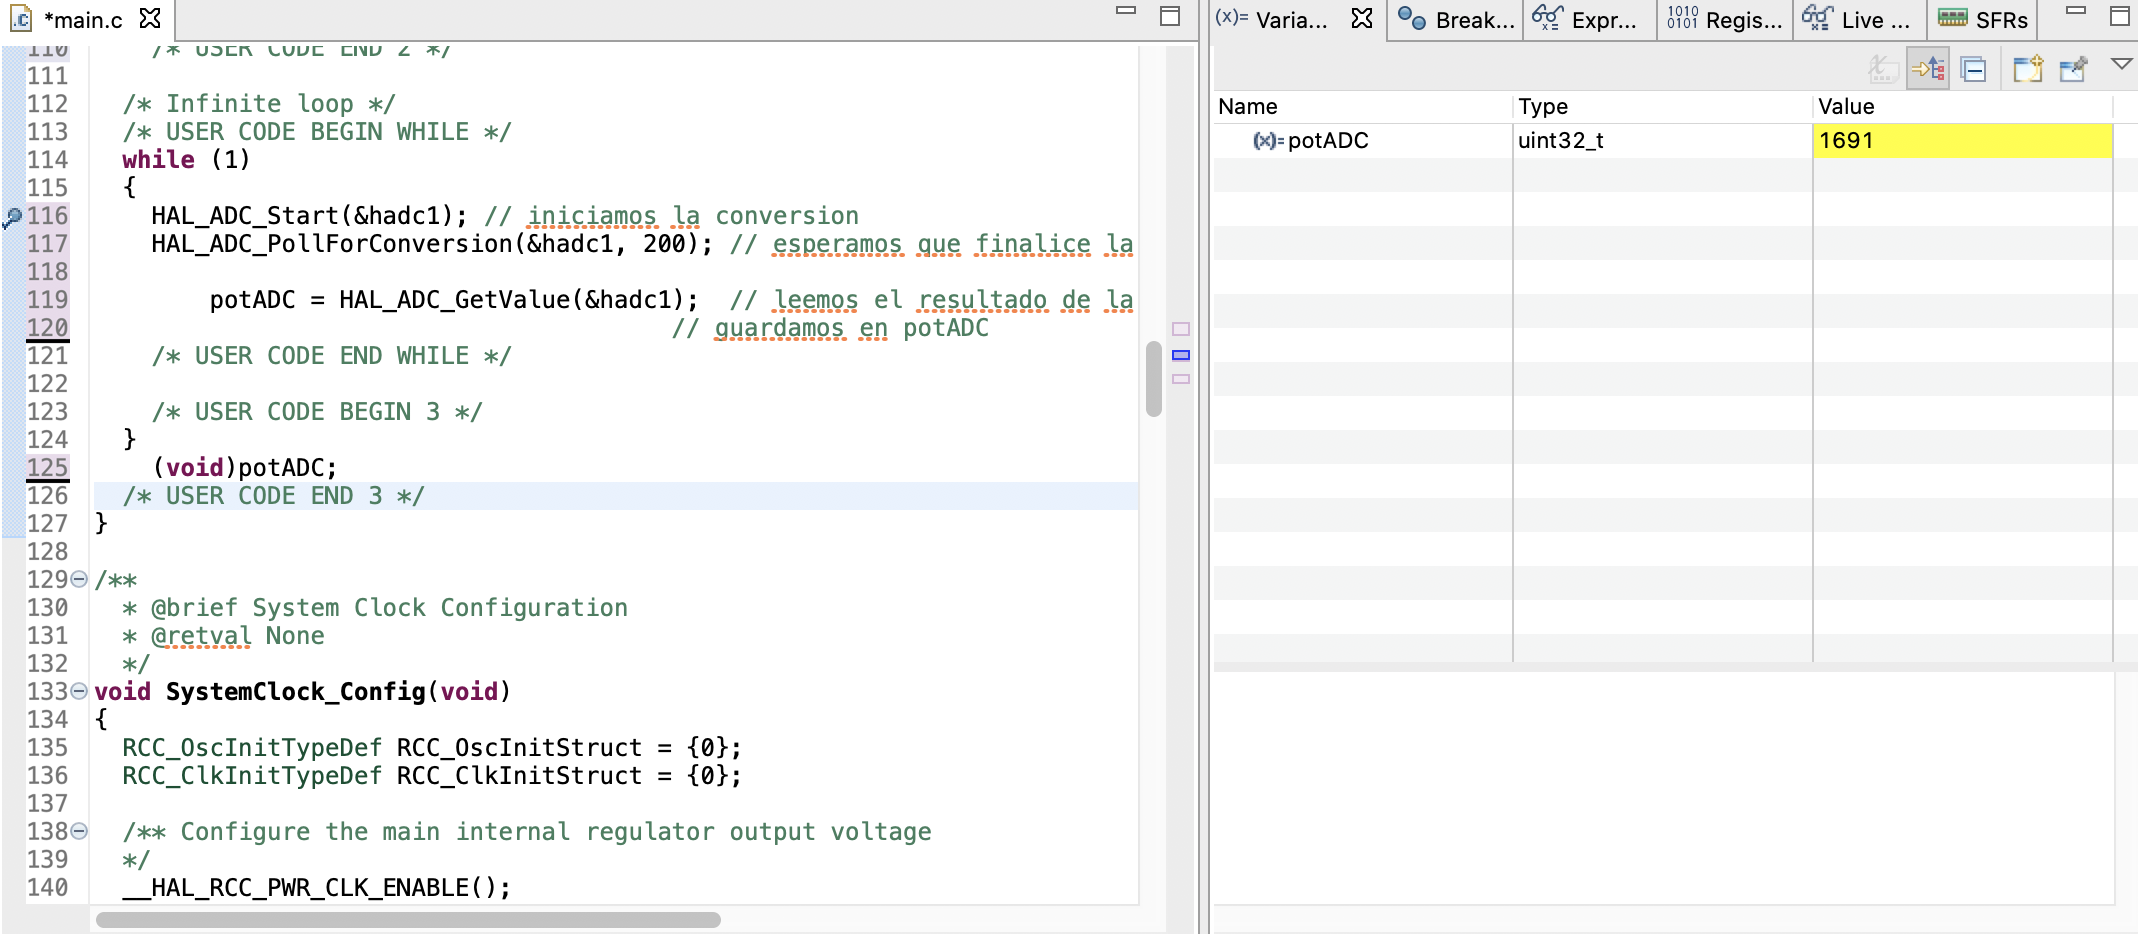 *main.c
110 /* USER CODE END 2 */
111
112 /* Infinite loop */
113 /* USER CODE BEGIN WHILE */
114 while (1)
115 {
116 HAL_ADC_Start(&hadc1); // iniciamos la conversion
117 HAL_ADC_PollForConversion(&hadc1, 200); // esperamos que finalice la
118
119 potADC = HAL_ADC_GetValue(&hadc1); // leemos el resultado de la
120 // guardamos en potADC
121 /* USER CODE END WHILE */
122
123 /* USER CODE BEGIN 3 */
124 }
125 (void)potADC;
126 /* USER CODE END 3 */
127 }
128
129 /**
130 * @brief System Clock Configuration
131 * @retval None
132 */
133 void SystemClock_Config(void)
134 {
135 RCC_OscInitTypeDef RCC_OscInitStruct = {0};
136 RCC_ClkInitTypeDef RCC_ClkInitStruct = {0};
137
138 /** Configure the main internal regulator output voltage
139 */
140 __HAL_RCC_PWR_CLK_ENABLE();
(x)= Varia... Break... Expr... 1010 0101 Regis... Live ... SFRs
Name Type Value
(x)= potADC uint32_t 1691